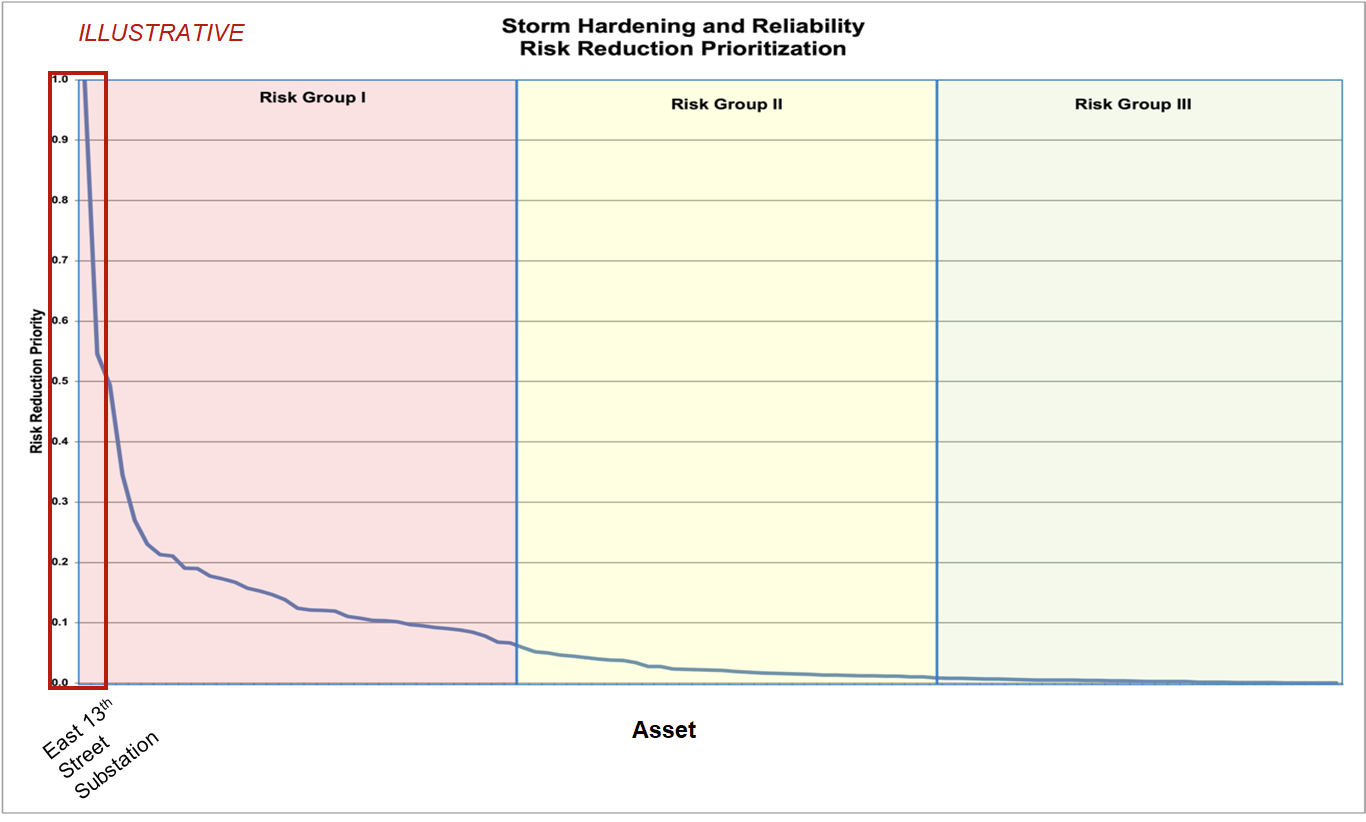 ILLUSTRATIVE
Storm Hardening and Reliability
Risk Reduction Prioritization
Risk Group I
Risk Group II
Risk Group III
1.0
0.9
0.8
0.7
0.6
0.5
0.4
0.3
0.2
0.1
0.0
Risk Reduction Priority
Asset
East 13th
Street
Substation